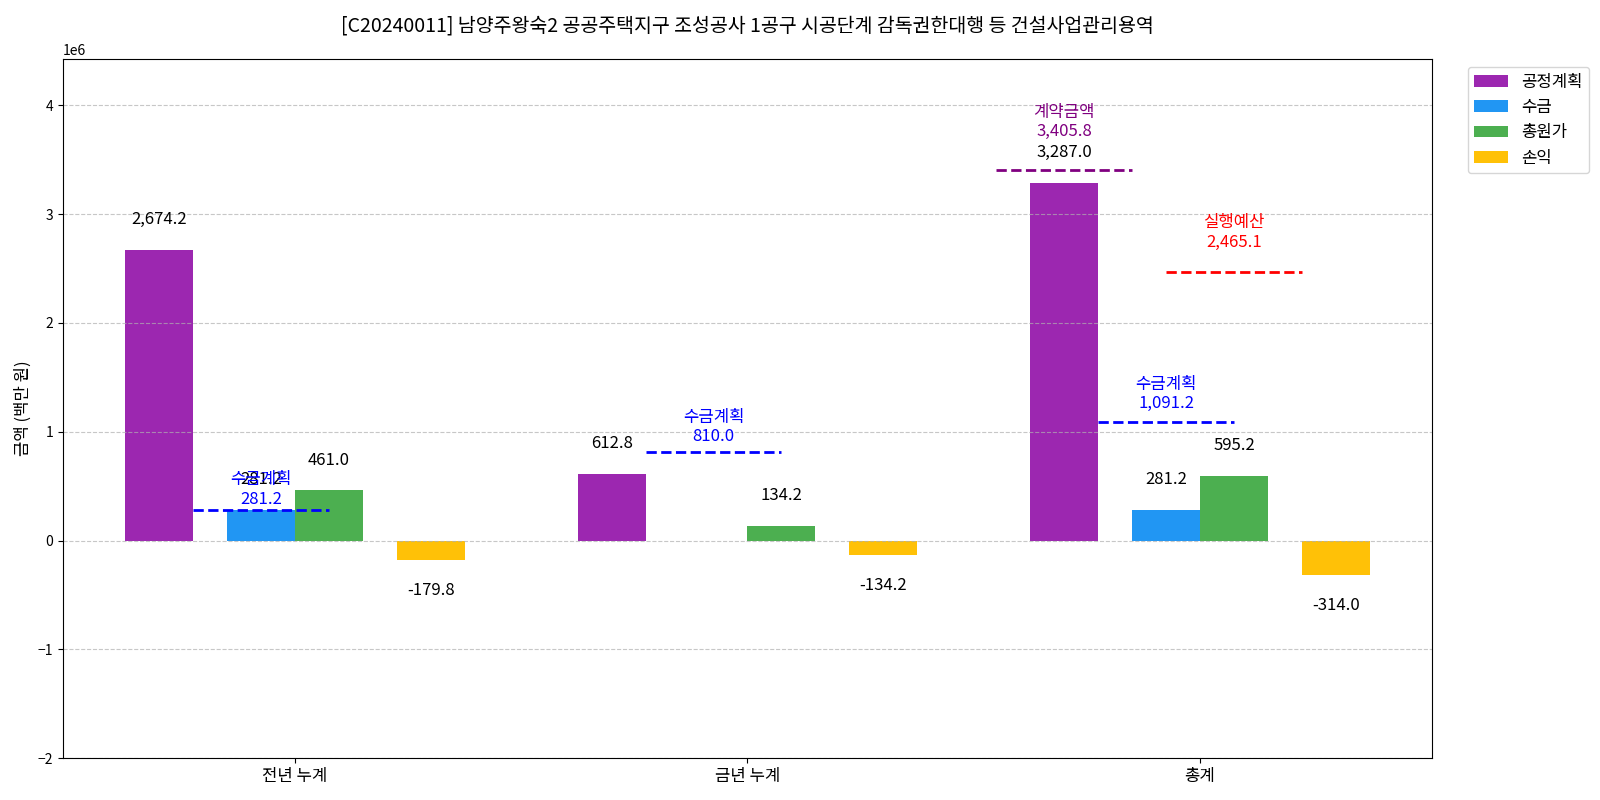 [C20240011] 남양주왕숙2 공공주택지구 조성공사 1공구 시공단계 감독권한대행 등 건설사업관리용역
1e6
공정계획
수금
총원가
손익
금액 (백만 원)
4
3
2
1
0
−1
−2
2,674.2
281.2
수금계획
281.2
461.0
-179.8
612.8
수금계획
810.0
134.2
-134.2
계약금액
3,405.8
3,287.0
실행예산
2,465.1
수금계획
1,091.2
281.2
595.2
-314.0
전년 누계
금년 누계
총계